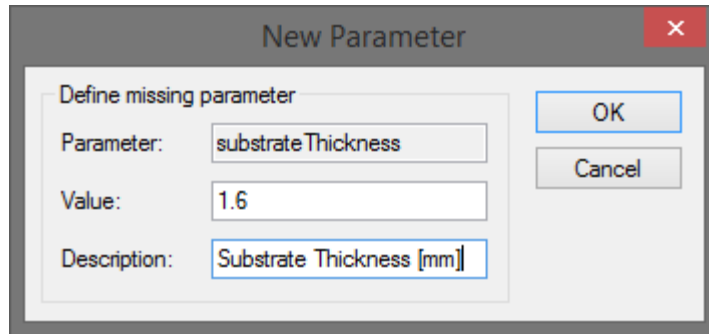 New Parameter
Define missing parameter
Parameter: substrateThickness
Value: 1.6
Description: Substrate Thickness [mm]
OK
Cancel